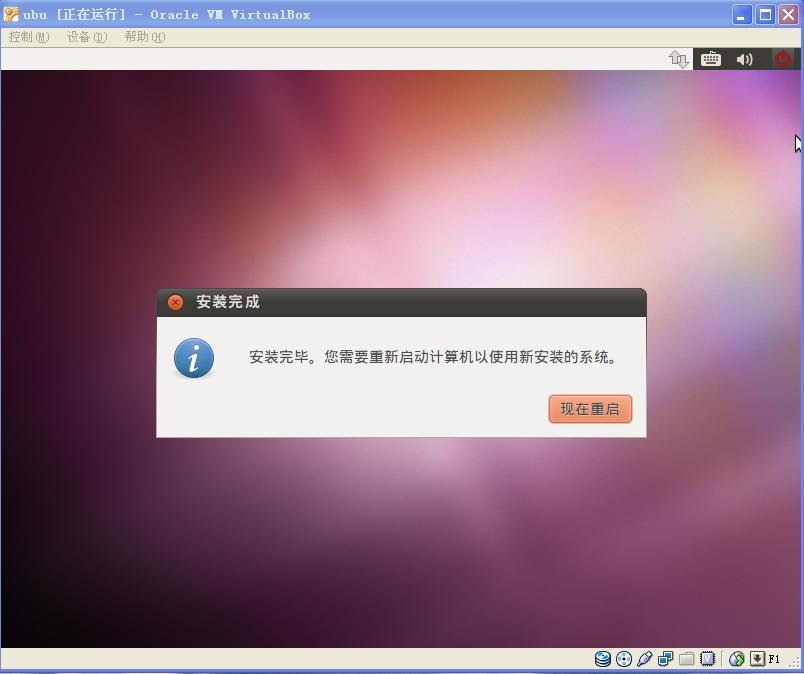 ubu [正在运行] - Oracle VM VirtualBox
控制(M) 设备(D) 帮助(H)
安装完成
安装完毕。您需要重新启动计算机以使用新安装的系统。
现在重启
F1